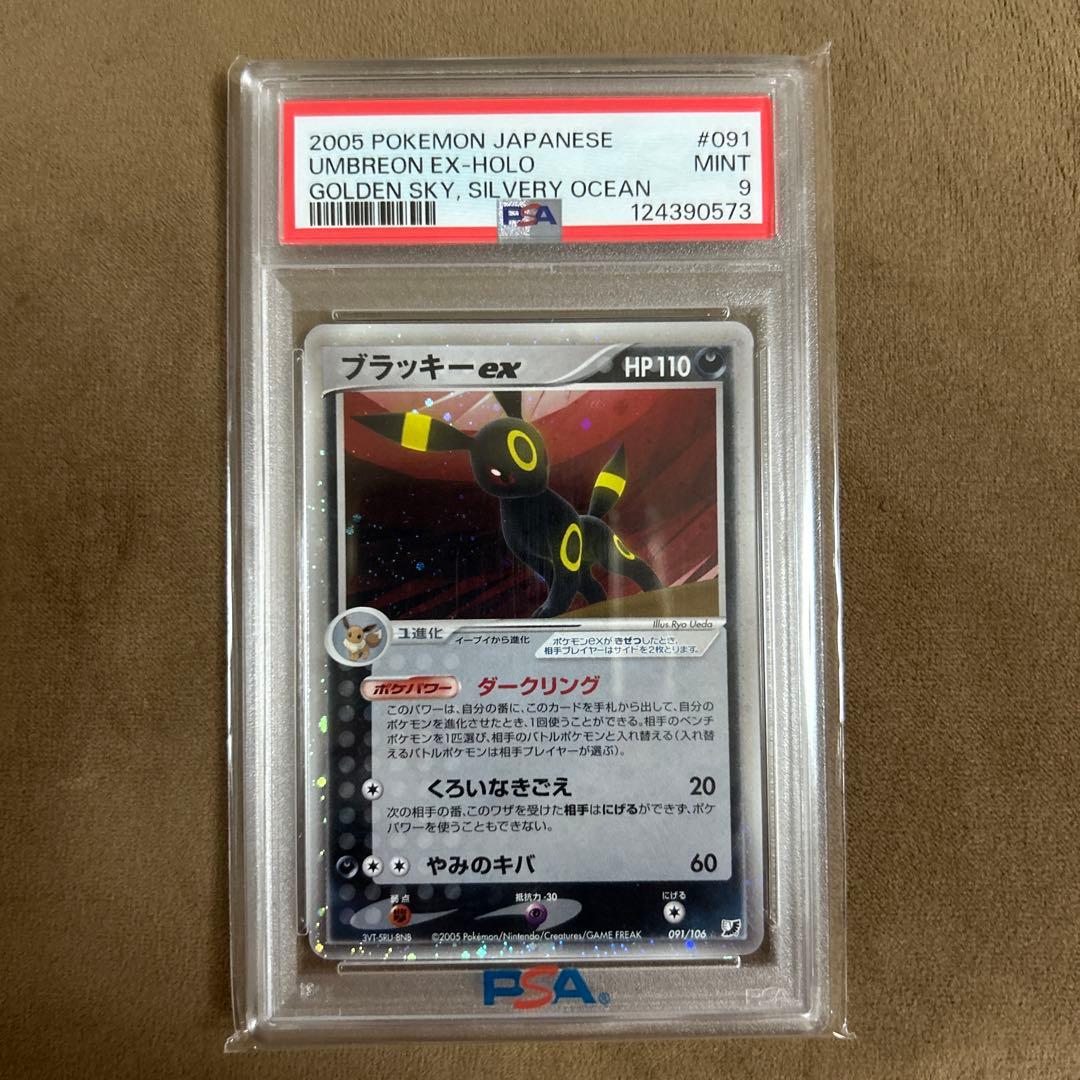 2005 POKEMON JAPANESE #091
UMBREON EX-HOLO MINT
GOLDEN SKY, SILVERY OCEAN 9
PSA 124390573
ブラッキーex HP110
Illus. Ryo Ueda
1進化 イーブイから進化
ポケモンexがきぜつしたとき、
相手プレイヤーはサイドを2枚とります。
ポケパワー ダークリング
このパワーは、自分の番に、このカードを手札から出して、自分の
ポケモンを進化させたとき、1回使うことができる。相手のベンチ
ポケモンを1匹選び、相手のバトルポケモンと入れ替える(入れ替
えるバトルポケモンは相手プレイヤーが選ぶ)。
くろいなきごえ 20
次の相手の番、このワザを受けた相手はにげるができず、ポケ
パワーを使うこともできない。
やみのキバ 60
弱点 抵抗力 -30 にげる
3VT-5RU-8NB ©2005 Pokémon/Nintendo/Creatures/GAME FREAK 091/106
PSA®